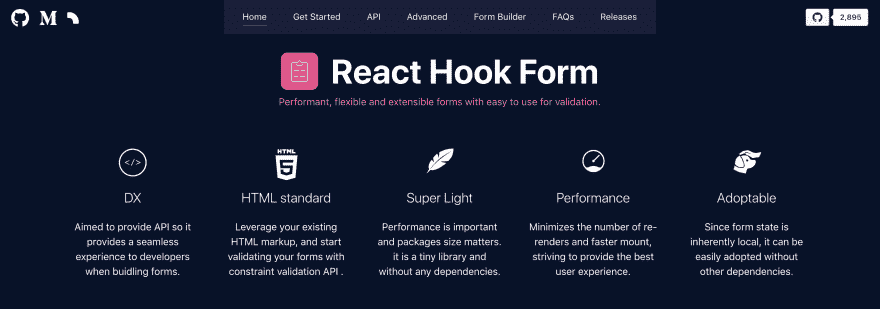 Home Get Started API Advanced Form Builder FAQs Releases
2,895
React Hook Form
Performant, flexible and extensible forms with easy to use for validation.
</>
HTML
5
DX
Aimed to provide API so it
provides a seamless
experience to developers
when buidling forms.
HTML standard
Leverage your existing
HTML markup, and start
validating your forms with
constraint validation API .
Super Light
Performance is important
and packages size matters.
it is a tiny library and
without any dependencies.
Performance
Minimizes the number of re-
renders and faster mount,
striving to provide the best
user experience.
Adoptable
Since form state is
inherently local, it can be
easily adopted without
other dependencies.